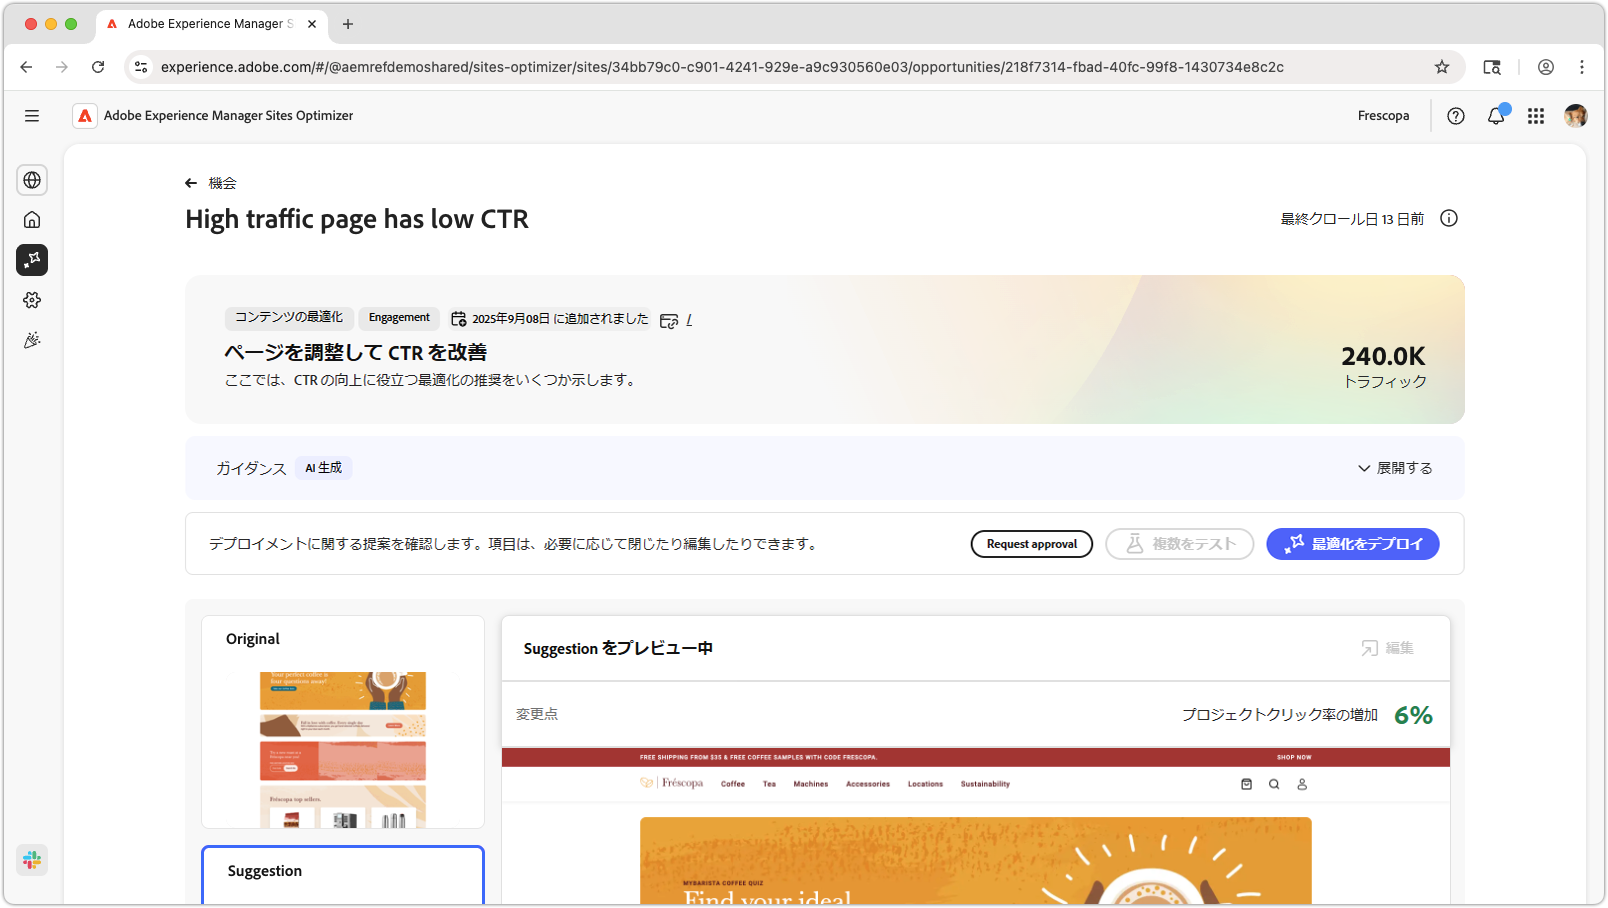 Adobe Experience Manager S
experience.adobe.com/#/@aemrefdemoshared/sites-optimizer/sites/34bb79c0-c901-4241-929e-a9c930560e03/opportunities/218f7314-fbad-40fc-99f8-1430734e8c2c
Adobe Experience Manager Sites Optimizer
Frescopa
機会
High traffic page has low CTR
最終クロール日 13 日前
コンテンツの最適化
Engagement
2025年9月08日 に追加されました
/
ページを調整して CTR を改善
ここでは、CTR の向上に役立つ最適化の推奨をいくつか示します。
240.0K
トラフィック
ガイダンス
AI 生成
展開する
デプロイメントに関する提案を確認します。項目は、必要に応じて閉じたり編集したりできます。
Request approval
複数をテスト
最適化をデプロイ
Original
Your perfect coffee is
four questions away!
Fréscopa top sellers.
Suggestion
Suggestion をプレビュー中
編集
変更点
プロジェクトクリック率の増加
6%
FREE SHIPPING FROM $35 & FREE COFFEE SAMPLES WITH CODE FRESCOPA.
SHOP NOW
Fréscopa
Coffee
Tea
Machines
Accessories
Locations
Sustainability
MYBARISTA COFFEE QUIZ
Find your ideal